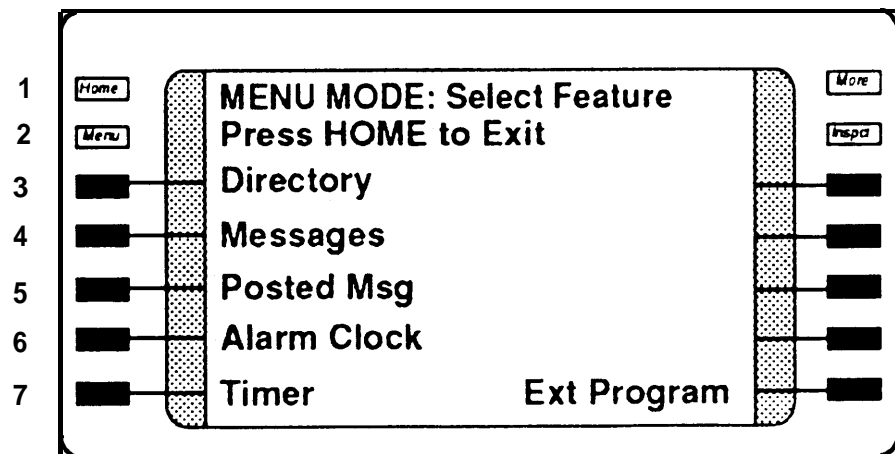 1 Home MENU MODE: Select Feature More
2 Menu Press HOME to Exit Inspct
3 Directory
4 Messages
5 Posted Msg
6 Alarm Clock
7 Timer Ext Program